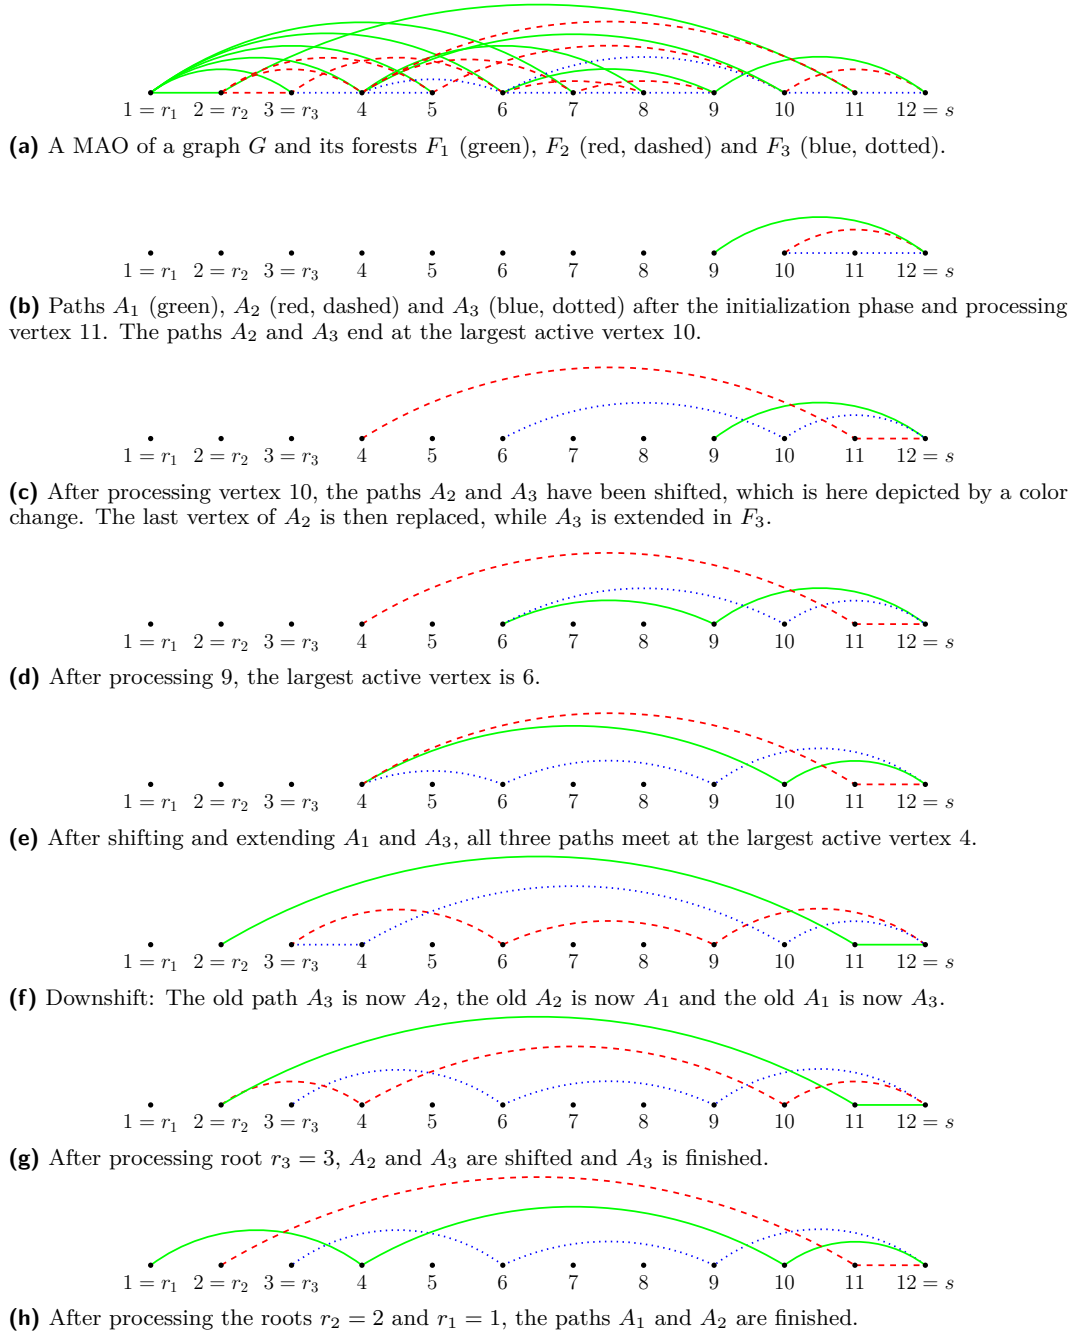 1 = r₁ 2 = r₂ 3 = r₃ 4 5 6 7 8 9 10 11 12 = s
(a) A MAO of a graph G and its forests F₁ (green), F₂ (red, dashed) and F₃ (blue, dotted).
1 = r₁ 2 = r₂ 3 = r₃ 4 5 6 7 8 9 10 11 12 = s
(b) Paths A₁ (green), A₂ (red, dashed) and A₃ (blue, dotted) after the initialization phase and processing
vertex 11. The paths A₂ and A₃ end at the largest active vertex 10.
1 = r₁ 2 = r₂ 3 = r₃ 4 5 6 7 8 9 10 11 12 = s
(c) After processing vertex 10, the paths A₂ and A₃ have been shifted, which is here depicted by a color
change. The last vertex of A₂ is then replaced, while A₃ is extended in F₃.
1 = r₁ 2 = r₂ 3 = r₃ 4 5 6 7 8 9 10 11 12 = s
(d) After processing 9, the largest active vertex is 6.
1 = r₁ 2 = r₂ 3 = r₃ 4 5 6 7 8 9 10 11 12 = s
(e) After shifting and extending A₁ and A₃, all three paths meet at the largest active vertex 4.
1 = r₁ 2 = r₂ 3 = r₃ 4 5 6 7 8 9 10 11 12 = s
(f) Downshift: The old path A₃ is now A₂, the old A₂ is now A₁ and the old A₁ is now A₃.
1 = r₁ 2 = r₂ 3 = r₃ 4 5 6 7 8 9 10 11 12 = s
(g) After processing root r₃ = 3, A₂ and A₃ are shifted and A₃ is finished.
1 = r₁ 2 = r₂ 3 = r₃ 4 5 6 7 8 9 10 11 12 = s
(h) After processing the roots r₂ = 2 and r₁ = 1, the paths A₁ and A₂ are finished.